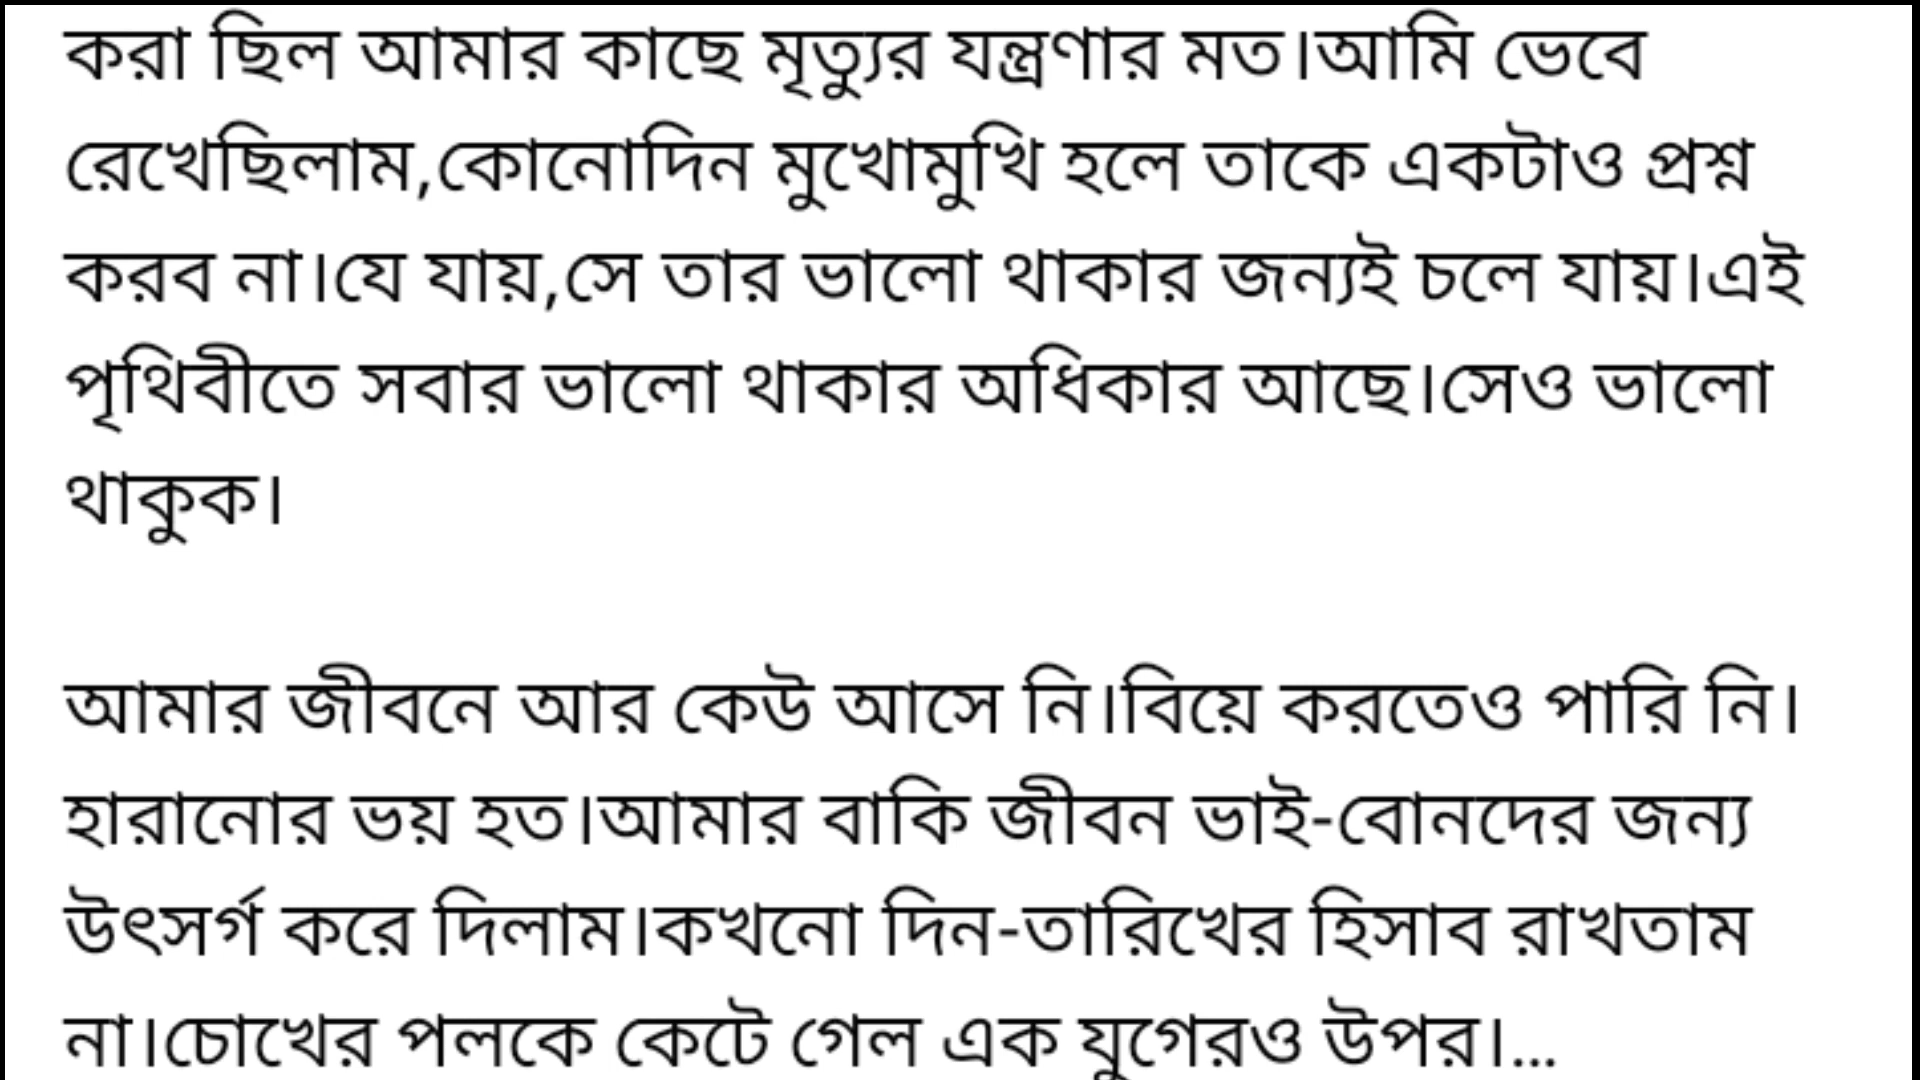 করা ছিল আমার কাছে মৃত্যুর যন্ত্রণার মত।আমি ভেবে
রেখেছিলাম,কোনোদিন মুখোমুখি হলে তাকে একটাও প্রশ্ন
করব না।যে যায়,সে তার ভালো থাকার জন্যই চলে যায়।এই
পৃথিবীতে সবার ভালো থাকার অধিকার আছে।সেও ভালো
থাকুক।
আমার জীবনে আর কেউ আসে নি।বিয়ে করতেও পারি নি।
হারানোর ভয় হত।আমার বাকি জীবন ভাই-বোনদের জন্য
উৎসর্গ করে দিলাম।কখনো দিন-তারিখের হিসাব রাখতাম
না।চোখের পলকে কেটে গেল এক যুগেরও উপর।...